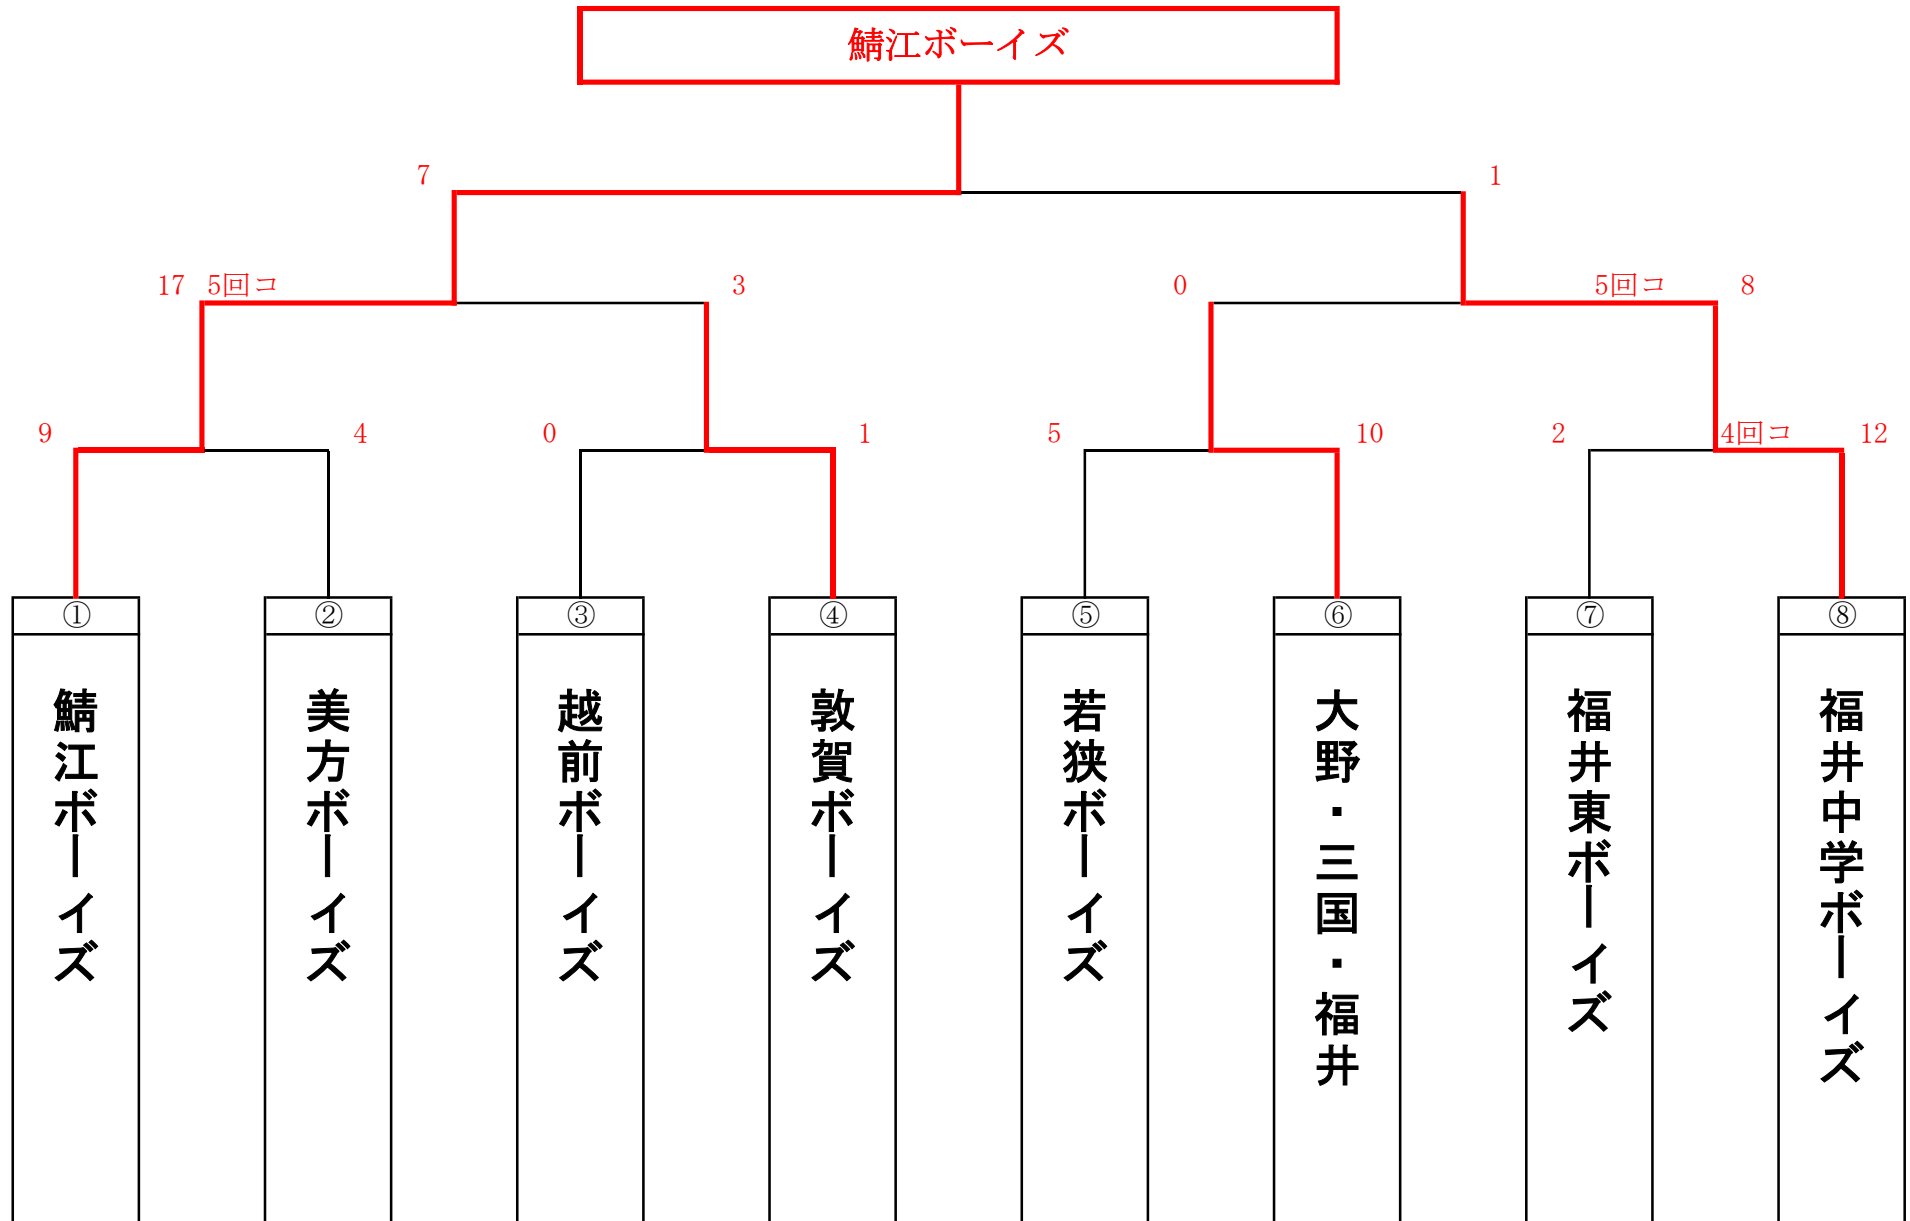 鯖江ボーイズ
7
1
17
5回コ
3
0
5回コ
8
9
4
0
1
5
10
2
4回コ
12
①
②
③
④
⑤
⑥
⑦
⑧
鯖江ボーイズ
美方ボーイズ
越前ボーイズ
敦賀ボーイズ
若狭ボーイズ
大野・三国・福井
福井東ボーイズ
福井中学ボーイズ